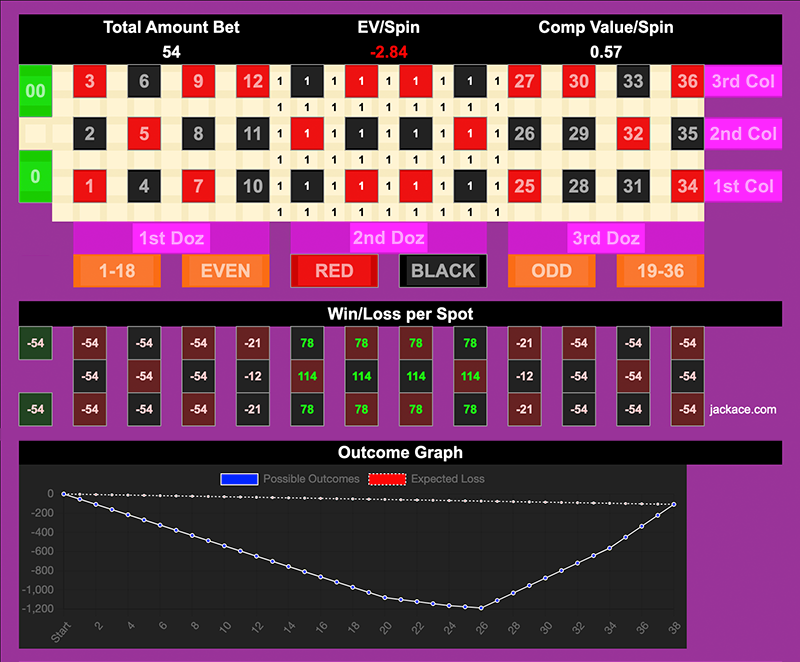 Total Amount Bet EV/Spin Comp Value/Spin
54 -2.84 0.57
00 3 6 9 12 1 1 1 1 1 1 1 1 1 27 30 33 36 3rd Col
1 1 1 1 1 1 1 1 1
2 5 8 11 1 1 1 1 1 1 1 1 1 26 29 32 35 2nd Col
1 1 1 1 1 1 1 1 1
0 1 4 7 10 1 1 1 1 1 1 1 1 1 25 28 31 34 1st Col
1 1 1 1 1 1 1 1 1
1st Doz 2nd Doz 3rd Doz
1-18 EVEN RED BLACK ODD 19-36
Win/Loss per Spot
-54 -54 -54 -54 -21 78 78 78 78 -21 -54 -54 -54
-54 -54 -54 -12 114 114 114 114 -12 -54 -54 -54
-54 -54 -54 -54 -21 78 78 78 78 -21 -54 -54 -54
jackace.com
Outcome Graph
Possible Outcomes Expected Loss
0
-200
-400
-600
-800
-1,000
-1,200
Start 2 4 6 8 10 12 14 16 18 20 22 24 26 28 30 32 34 36 38